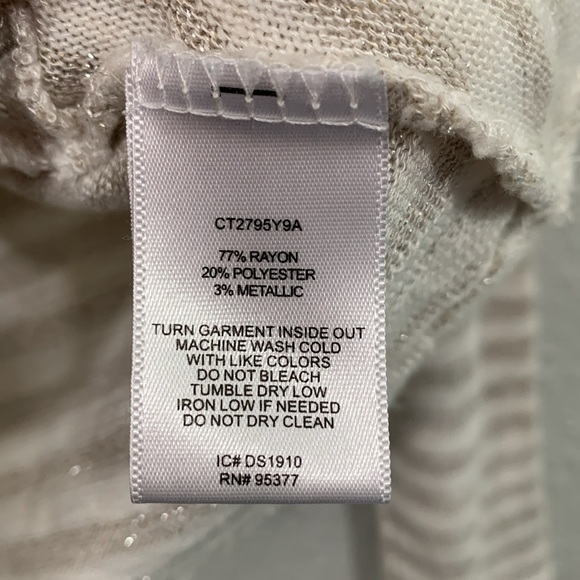 CT2795Y9A
77% RAYON
20% POLYESTER
3% METALLIC
TURN GARMENT INSIDE OUT
MACHINE WASH COLD
WITH LIKE COLORS
DO NOT BLEACH
TUMBLE DRY LOW
IRON LOW IF NEEDED
DO NOT DRY CLEAN
IC# DS1910
RN# 95377